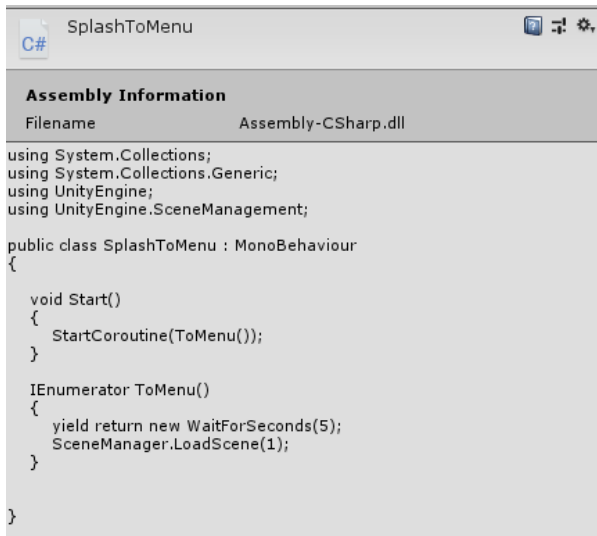 SplashToMenu
C#
Assembly Information
Filename Assembly-CSharp.dll
using System.Collections;
using System.Collections.Generic;
using UnityEngine;
using UnityEngine.SceneManagement;
public class SplashToMenu : MonoBehaviour
{
void Start()
{
StartCoroutine(ToMenu());
}
IEnumerator ToMenu()
{
yield return new WaitForSeconds(5);
SceneManager.LoadScene(1);
}
}